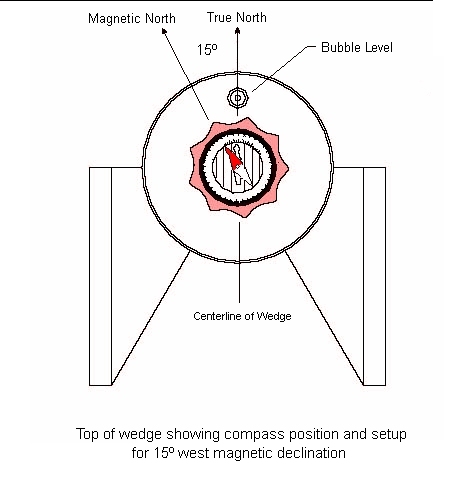 Magnetic North
True North
15º
Bubble Level
Centerline of Wedge
Top of wedge showing compass position and setup
for 15º west magnetic declination